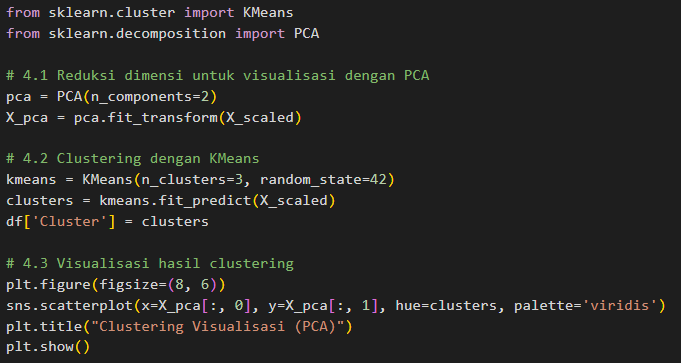 from sklearn.cluster import KMeans
from sklearn.decomposition import PCA
# 4.1 Reduksi dimensi untuk visualisasi dengan PCA
pca = PCA(n_components=2)
X_pca = pca.fit_transform(X_scaled)
# 4.2 Clustering dengan KMeans
kmeans = KMeans(n_clusters=3, random_state=42)
clusters = kmeans.fit_predict(X_scaled)
df['Cluster'] = clusters
# 4.3 Visualisasi hasil clustering
plt.figure(figsize=(8, 6))
sns.scatterplot(x=X_pca[:, 0], y=X_pca[:, 1], hue=clusters, palette='viridis')
plt.title("Clustering Visualisasi (PCA)")
plt.show()